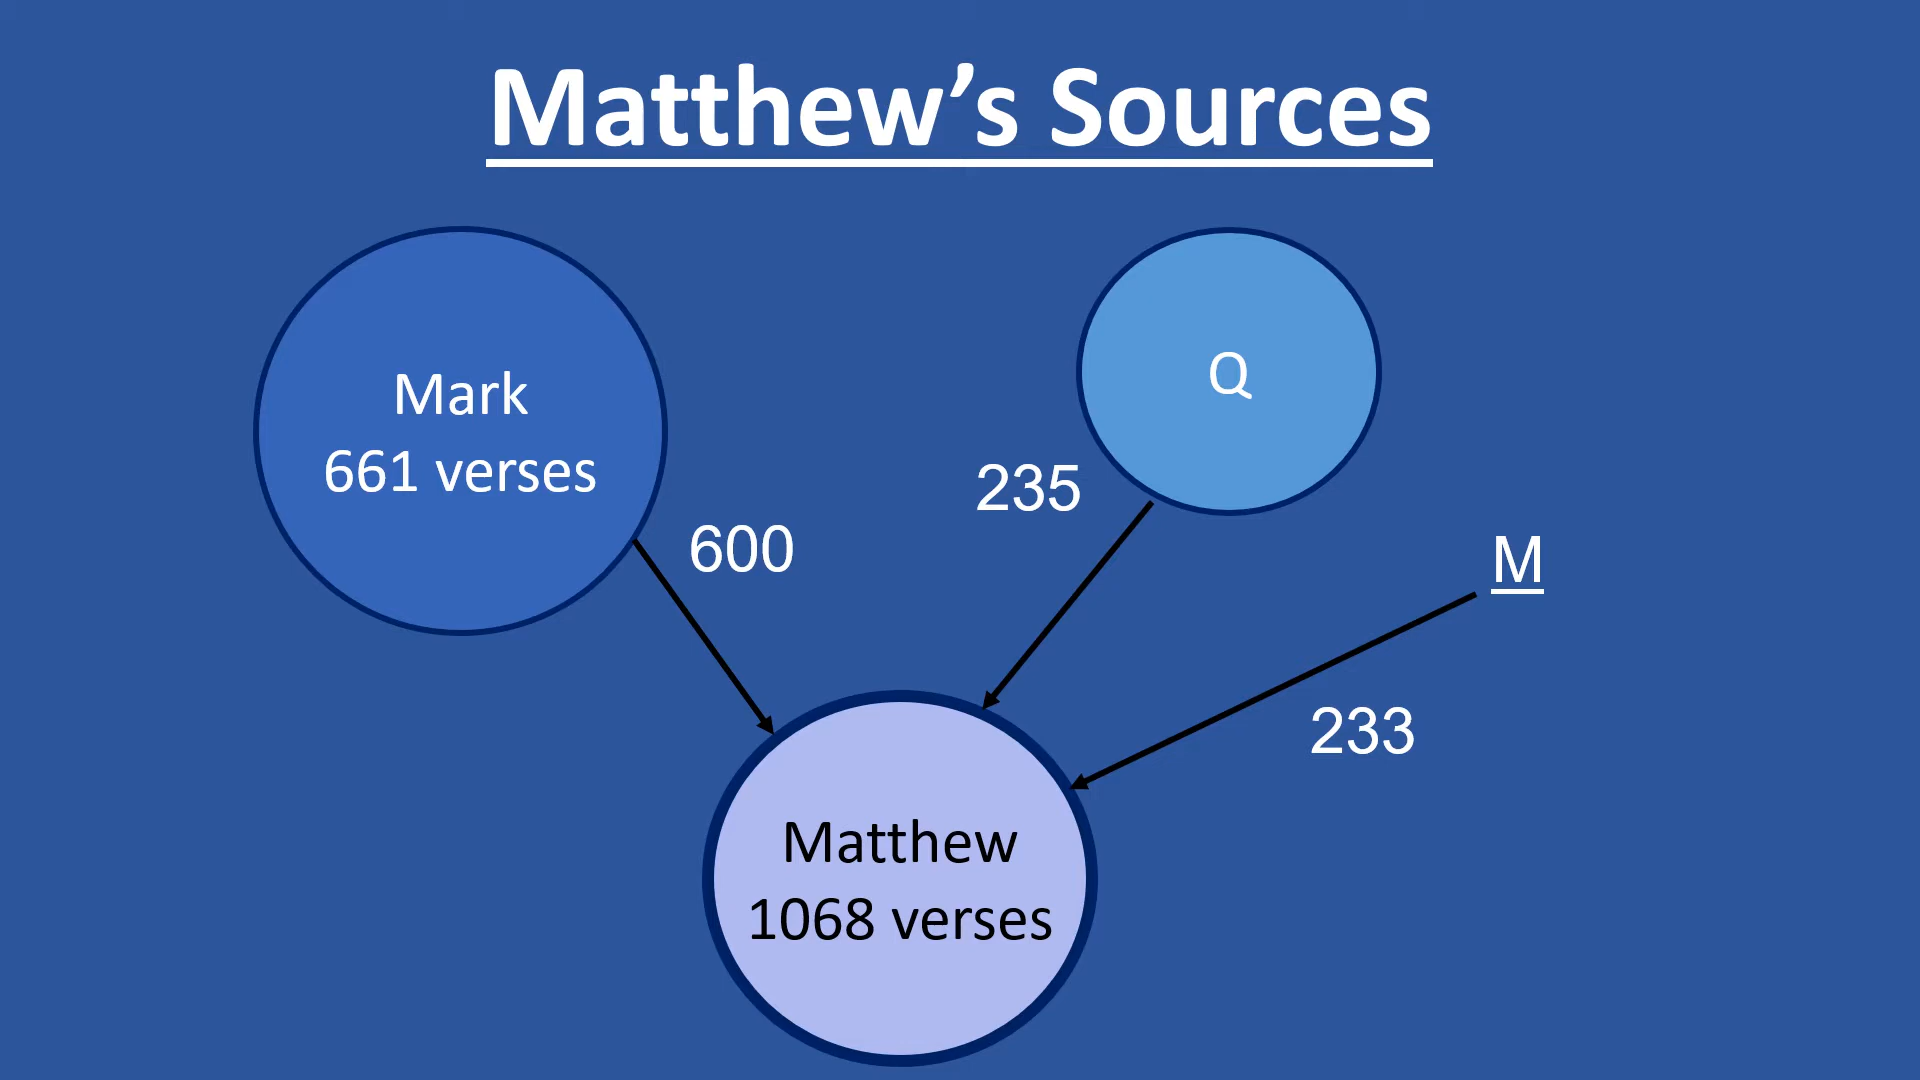 Matthew’s Sources
Mark
661 verses
Q
235
600
M
233
Matthew
1068 verses